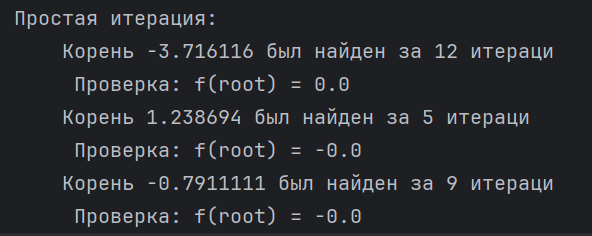 Простая итерация:
Корень -3.716116 был найден за 12 итераци
Проверка: f(root) = 0.0
Корень 1.238694 был найден за 5 итераци
Проверка: f(root) = -0.0
Корень -0.7911111 был найден за 9 итераци
Проверка: f(root) = -0.0